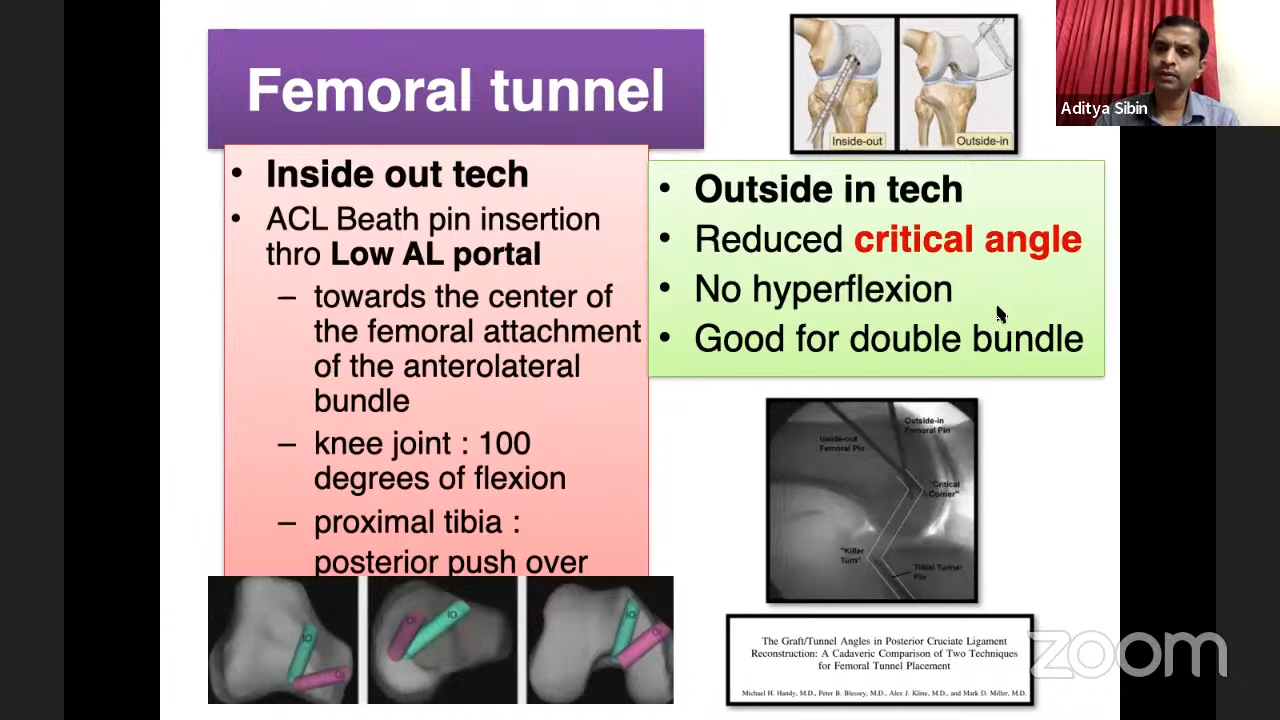 Femoral tunnel
Inside-out
Outside-in
Aditya Sibin
• Inside out tech
• ACL Beath pin insertion
thro Low AL portal
– towards the center of
the femoral attachment
of the anterolateral
bundle
– knee joint : 100
degrees of flexion
– proximal tibia :
posterior push over
• Outside in tech
• Reduced critical angle
• No hyperflexion
• Good for double bundle
Outside-in
Femoral Pin
Inside-out
Femoral Pin
"Critical
Corner"
"Killer
Turn"
Tibial Tunnel
Pin
IO
OI
IO
IO
OI
The Graft/Tunnel Angles in Posterior Cruciate Ligament
Reconstruction: A Cadaveric Comparison of Two Techniques
for Femoral Tunnel Placement
Michael H. Handy, M.D., Peter B. Blessey, M.D., Alex J. Kline, M.D., and Mark D. Miller, M.D.
zoom